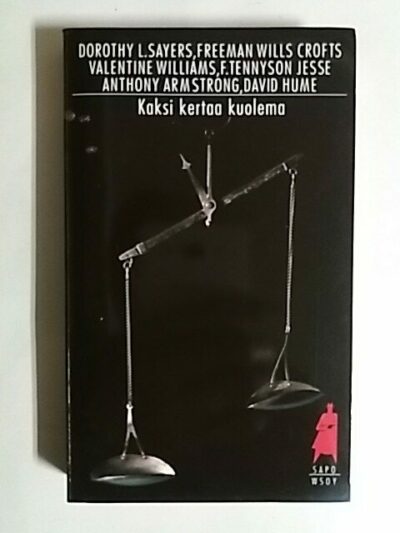 DOROTHY L.SAYERS,FREEMAN WILLS CROFTS
VALENTINE WILLIAMS,F.TENNYSON JESSE
ANTHONY ARMSTRONG,DAVID HUME
Kaksi kertaa kuolema
SAPO
WSOY